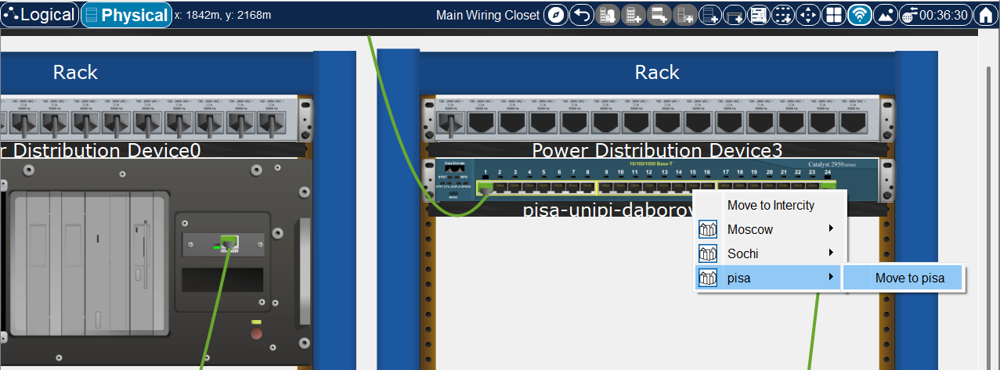 Logical Physical x: 1842m, y: 2168m Main Wiring Closet 00:36:30
Rack Rack
r Distribution Device0 Power Distribution Device3
10/100/1000 Base-T Catalyst 2950 SERIES
1 2 3 4 5 6 7 8 9 10 11 12 13 14 15 16 17 18 19 20 21 22 23 24
pisa-unipi-daborov
Move to Intercity
Moscow
Sochi
pisa Move to pisa